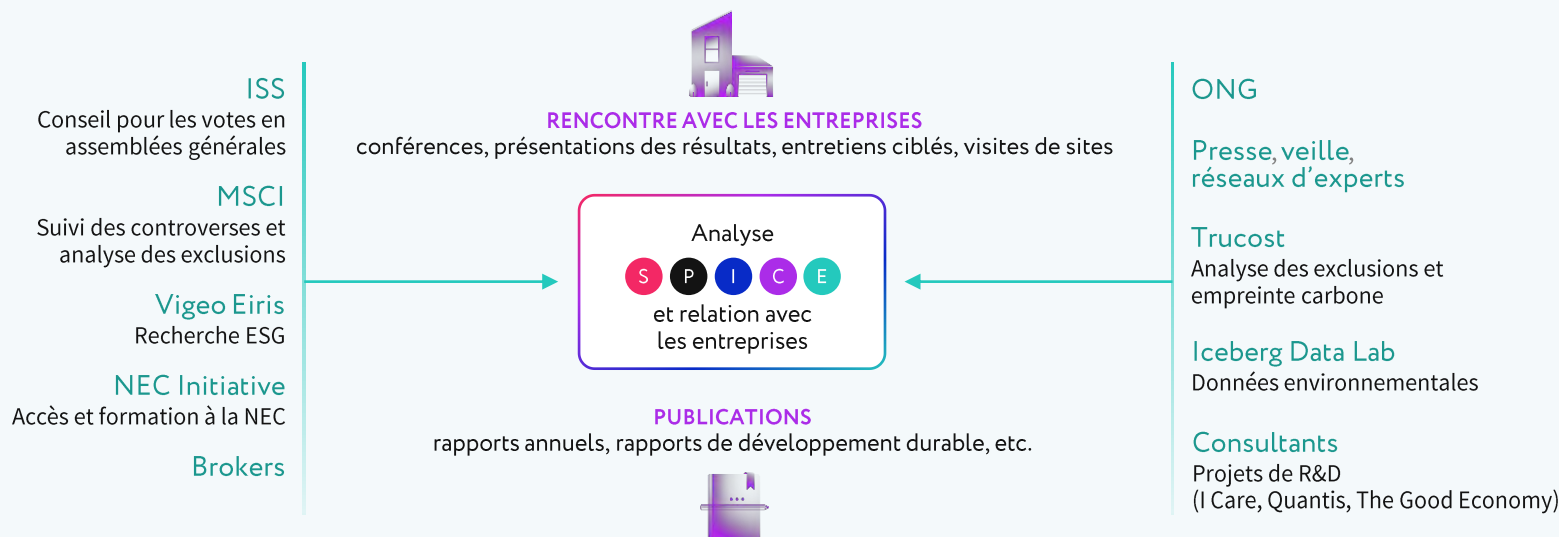 ISS
Conseil pour les votes en
assemblées générales
MSCI
Suivi des controverses et
analyse des exclusions
Vigeo Eiris
Recherche ESG
NEC Initiative
Accès et formation à la NEC
Brokers
RENCONTRE AVEC LES ENTREPRISES
conférences, présentations des résultats, entretiens ciblés, visites de sites
Analyse
S P I C E
et relation avec
les entreprises
PUBLICATIONS
rapports annuels, rapports de développement durable, etc.
ONG
Presse, veille,
réseaux d'experts
Trucost
Analyse des exclusions et
empreinte carbone
Iceberg Data Lab
Données environnementales
Consultants
Projets de R&D
(I Care, Quantis, The Good Economy)